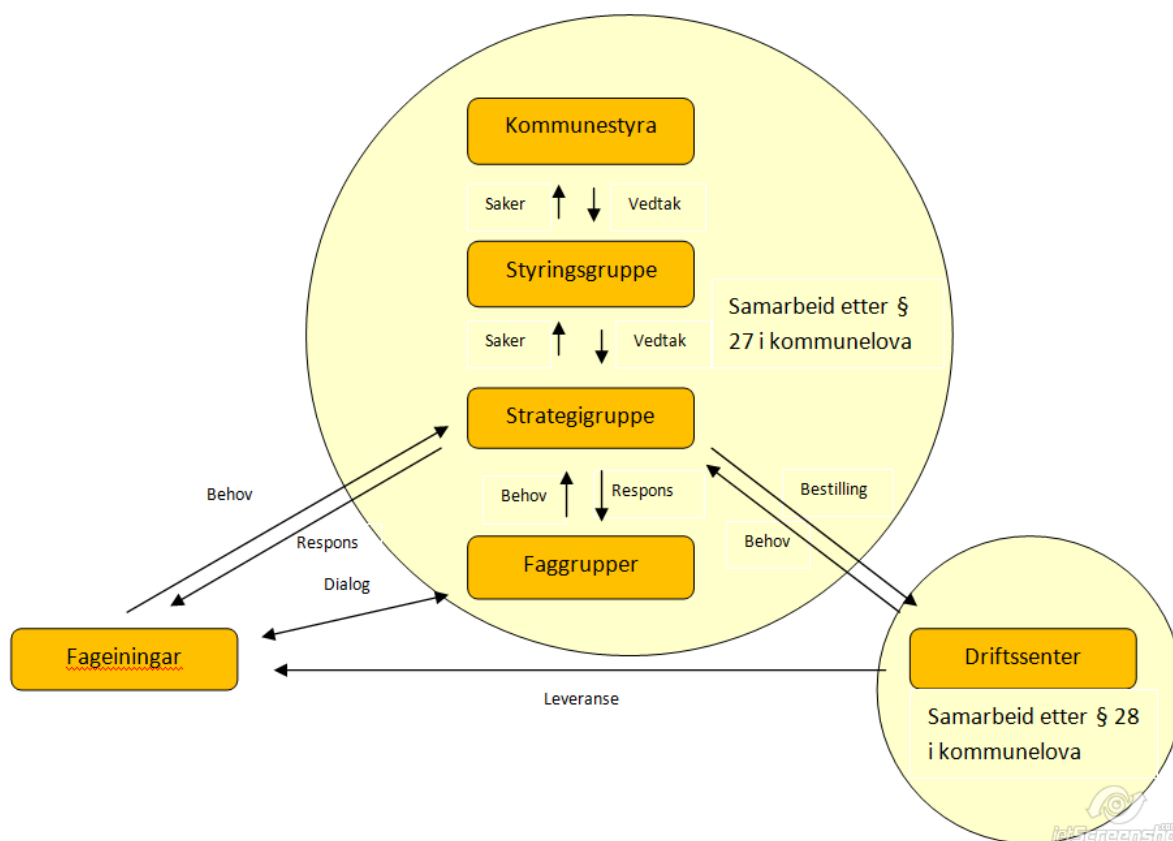 Kommunestyra
Saker
Vedtak
Styringsgruppe
Samarbeid etter §
27 i kommunelova
Saker
Vedtak
Strategigruppe
Behov
Respons
Behov
Respons
Bestilling
Behov
Faggrupper
Dialog
Fageiningar
Driftssenter
Leveranse
Samarbeid etter § 28
i kommunelova